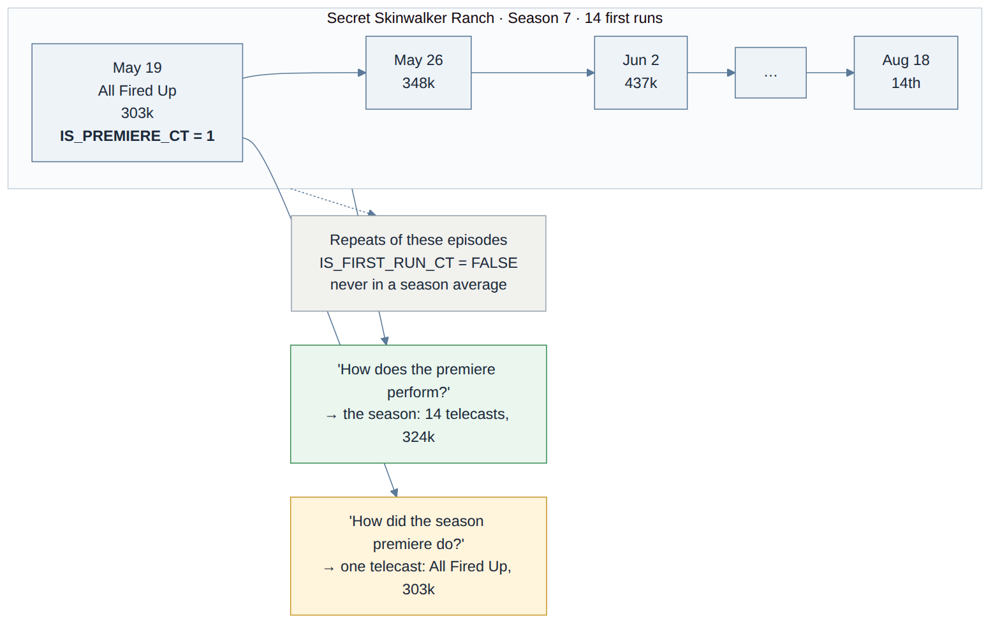 Secret Skinwalker Ranch · Season 7 · 14 first runs
May 19
All Fired Up
303k
IS_PREMIERE_CT = 1
May 26
348k
Jun 2
437k
...
Aug 18
14th
Repeats of these episodes
IS_FIRST_RUN_CT = FALSE
never in a season average
'How does the premiere
perform?'
→ the season: 14 telecasts,
324k
'How did the season
premiere do?'
→ one telecast: All Fired Up,
303k